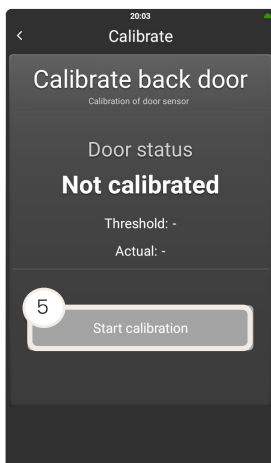 20:03
Calibrate
Calibrate back door
Calibration of door sensor
Door status
Not calibrated
Threshold: -
Actual: -
5
Start calibration